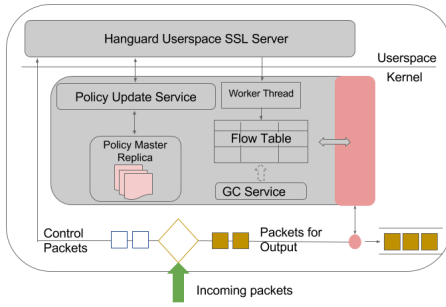 Hanguard Userspace SSL Server
Userspace
Kernel
Policy Update Service
Worker Thread
Policy Master
Replica
Flow Table
GC Service
Control
Packets
Packets for
Output
Incoming packets